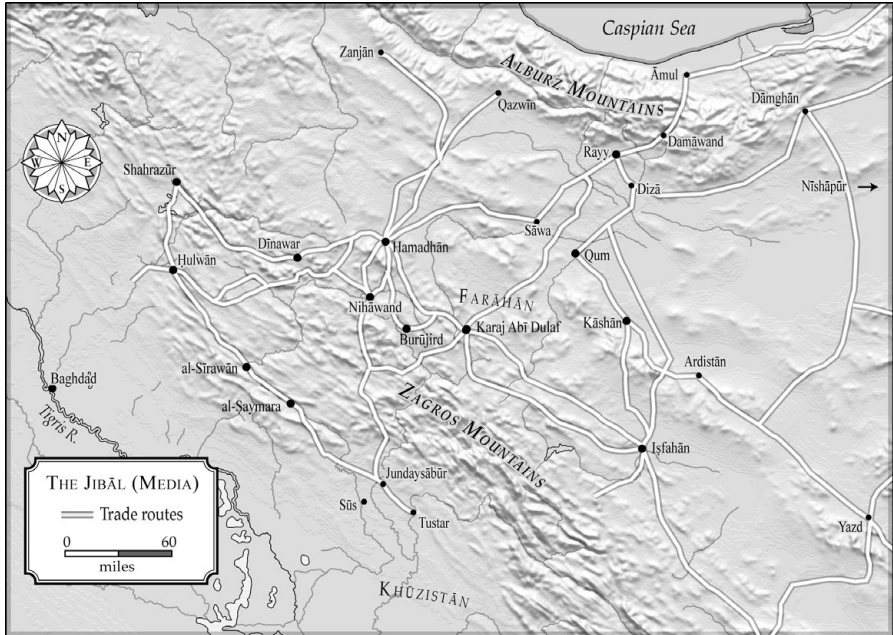 Caspian Sea
Zanjān
Alburz Mountains
Āmul
Qazwīn
Dāmghān
Damāwand
Rayy
N
W
E
S
Shahrazūr
Dizā
Nīshāpūr
Sāwa
Dīnawar
Hamadhān
Qum
Ḥulwān
Farāhān
Nihāwand
Burūjird
Karaj Abī Dulaf
Kāshān
Ardistān
al-Sīrawān
Baghdād
al-Ṣaymara
Zagros Mountains
Tigris R.
Iṣfahān
The Jibāl (Media)
Trade routes
0 60
miles
Jundaysābūr
Sūs
Tustar
Yazd
Khūzistān